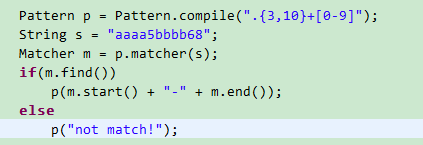 Pattern p = Pattern.compile(".{3,10}+[0-9]");
String s = "aaaa5bbbb68";
Matcher m = p.matcher(s);
if(m.find())
    p(m.start() + "-" + m.end());
else
    p("not match!");